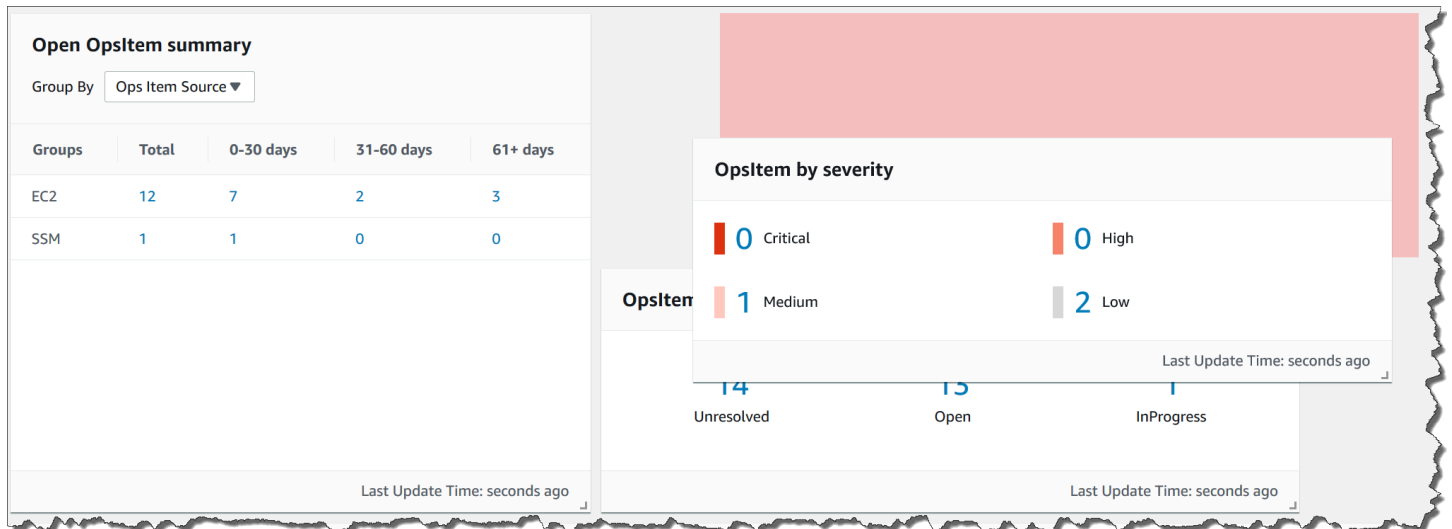 Open OpsItem summary
Group By Ops Item Source
Groups Total 0-30 days 31-60 days 61+ days
EC2 12 7 2 3
SSM 1 1 0 0
Last Update Time: seconds ago
OpsItem by severity
0 Critical 0 High
1 Medium 2 Low
Last Update Time: seconds ago
OpsItem
14 13 1
Unresolved Open InProgress
Last Update Time: seconds ago